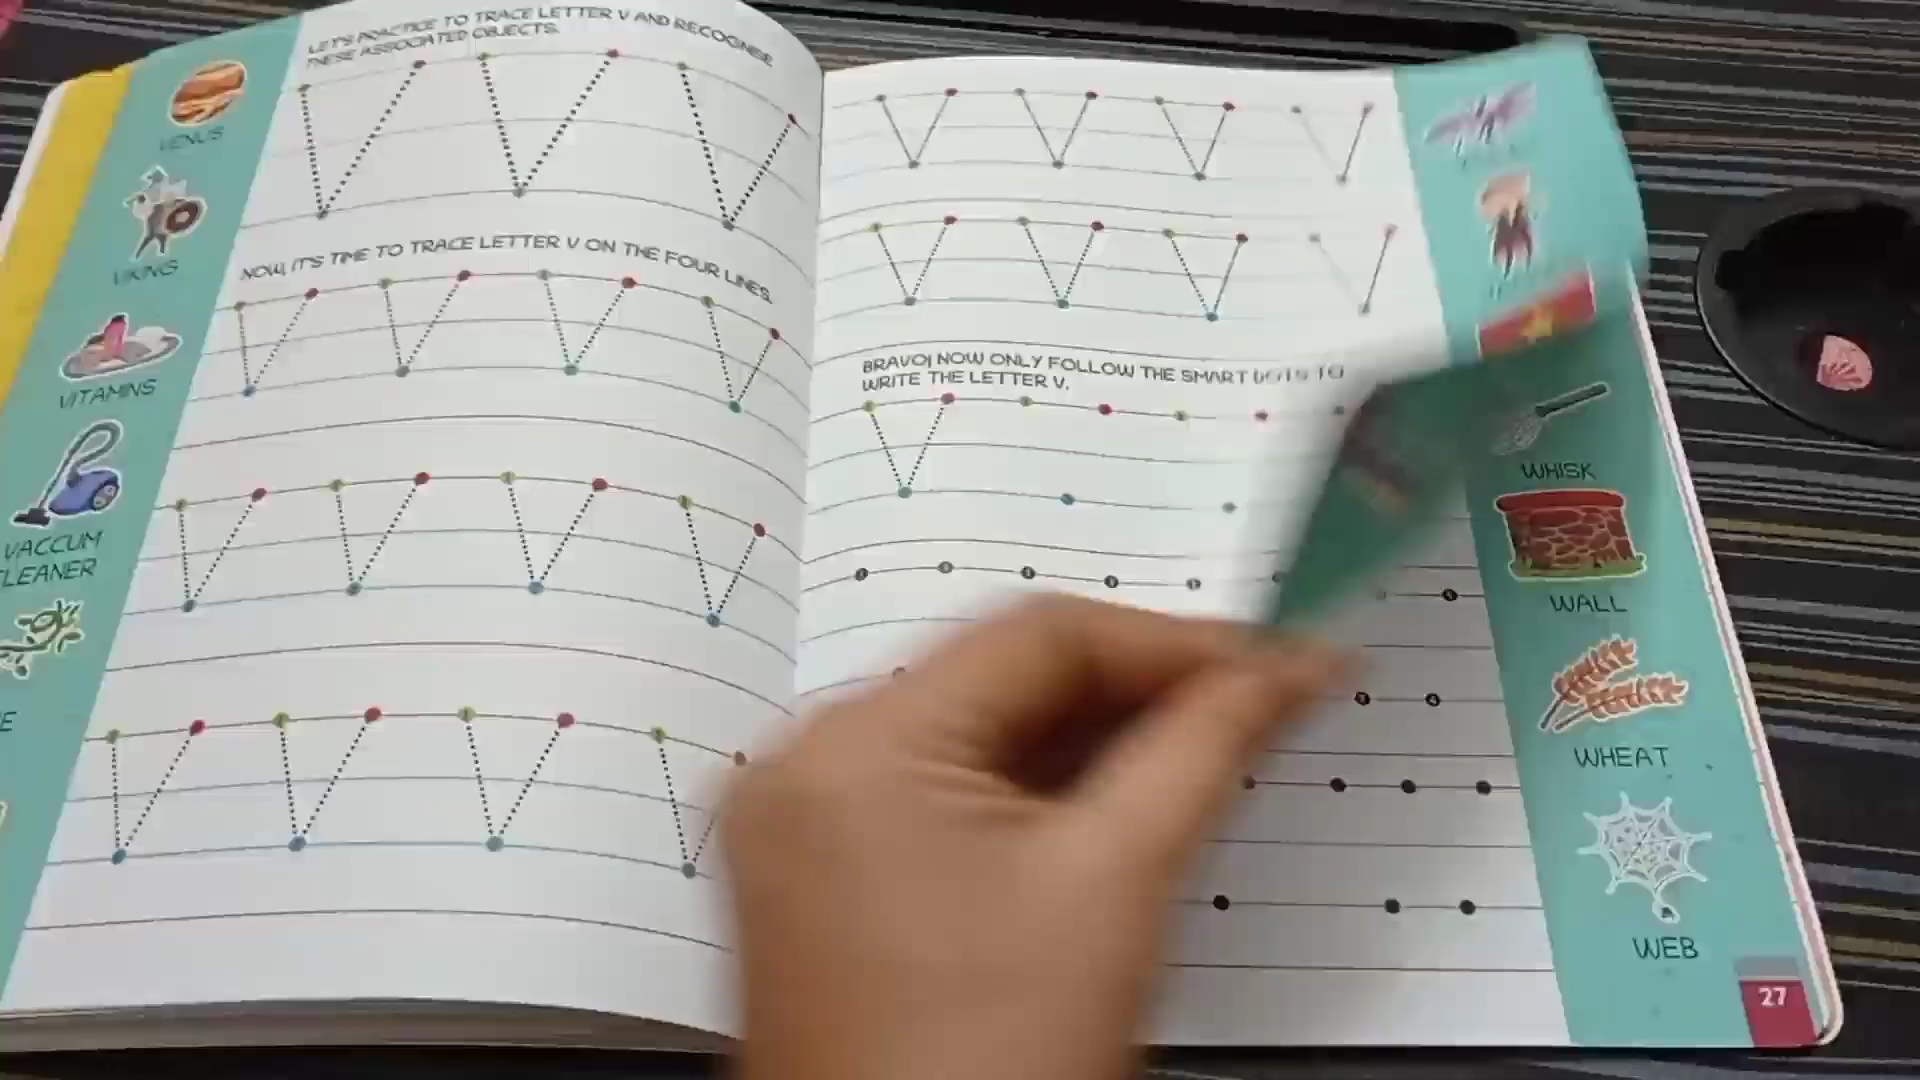 LET'S PRACTICE TO TRACE LETTER V AND RECOGNISE
THESE ASSOCIATED OBJECTS.
VENUS
VIKING
VITAMINS
VACCUM
CLEANER
NOW, IT'S TIME TO TRACE LETTER V ON THE FOUR LINES.
BRAVO! NOW ONLY FOLLOW THE SMART DOTS TO
WRITE THE LETTER V.
WHISK
WALL
WHEAT
WEB
27